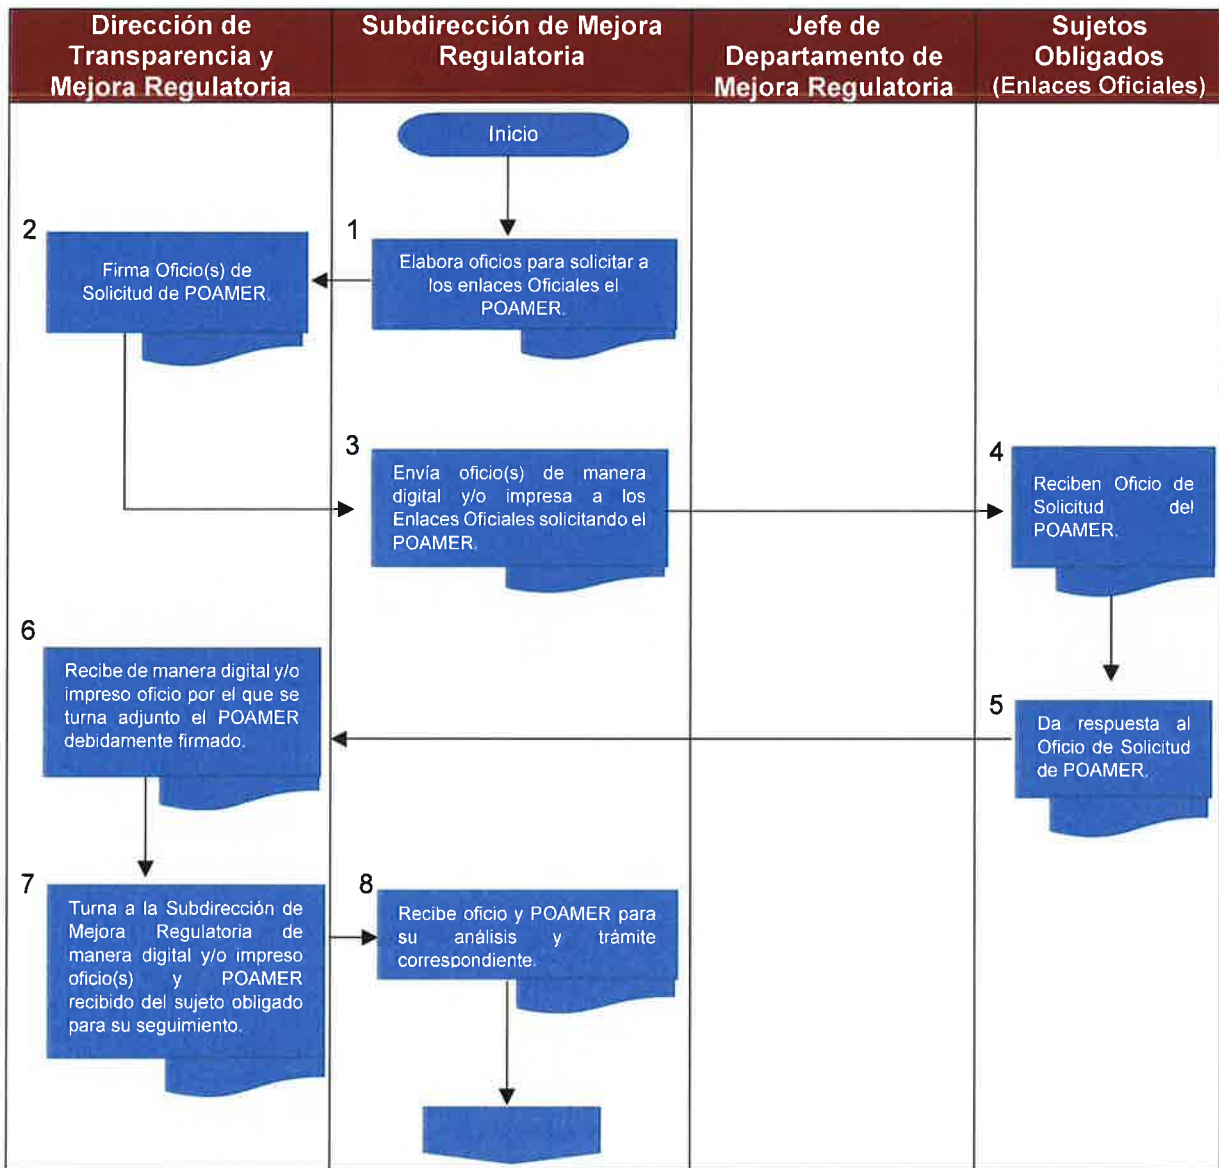 Dirección de
Transparencia y
Mejora Regulatoria
Subdirección de Mejora
Regulatoria
Jefe de
Departamento de
Mejora Regulatoria
Sujetos
Obligados
(Enlaces Oficiales)
Inicio
1
Elabora oficios para solicitar a
los enlaces Oficiales el
POAMER.
2
Firma Oficio(s) de
Solicitud de POAMER.
3
Envía oficio(s) de manera
digital y/o impresa a los
Enlaces Oficiales solicitando el
POAMER.
4
Reciben Oficio de
Solicitud del
POAMER.
5
Da respuesta al
Oficio de Solicitud
de POAMER.
6
Recibe de manera digital y/o
impreso oficio por el que se
turna adjunto el POAMER
debidamente firmado.
7
Turna a la Subdirección de
Mejora Regulatoria de
manera digital y/o impreso
oficio(s) y POAMER
recibido del sujeto obligado
para su seguimiento.
8
Recibe oficio y POAMER para
su análisis y trámite
correspondiente.